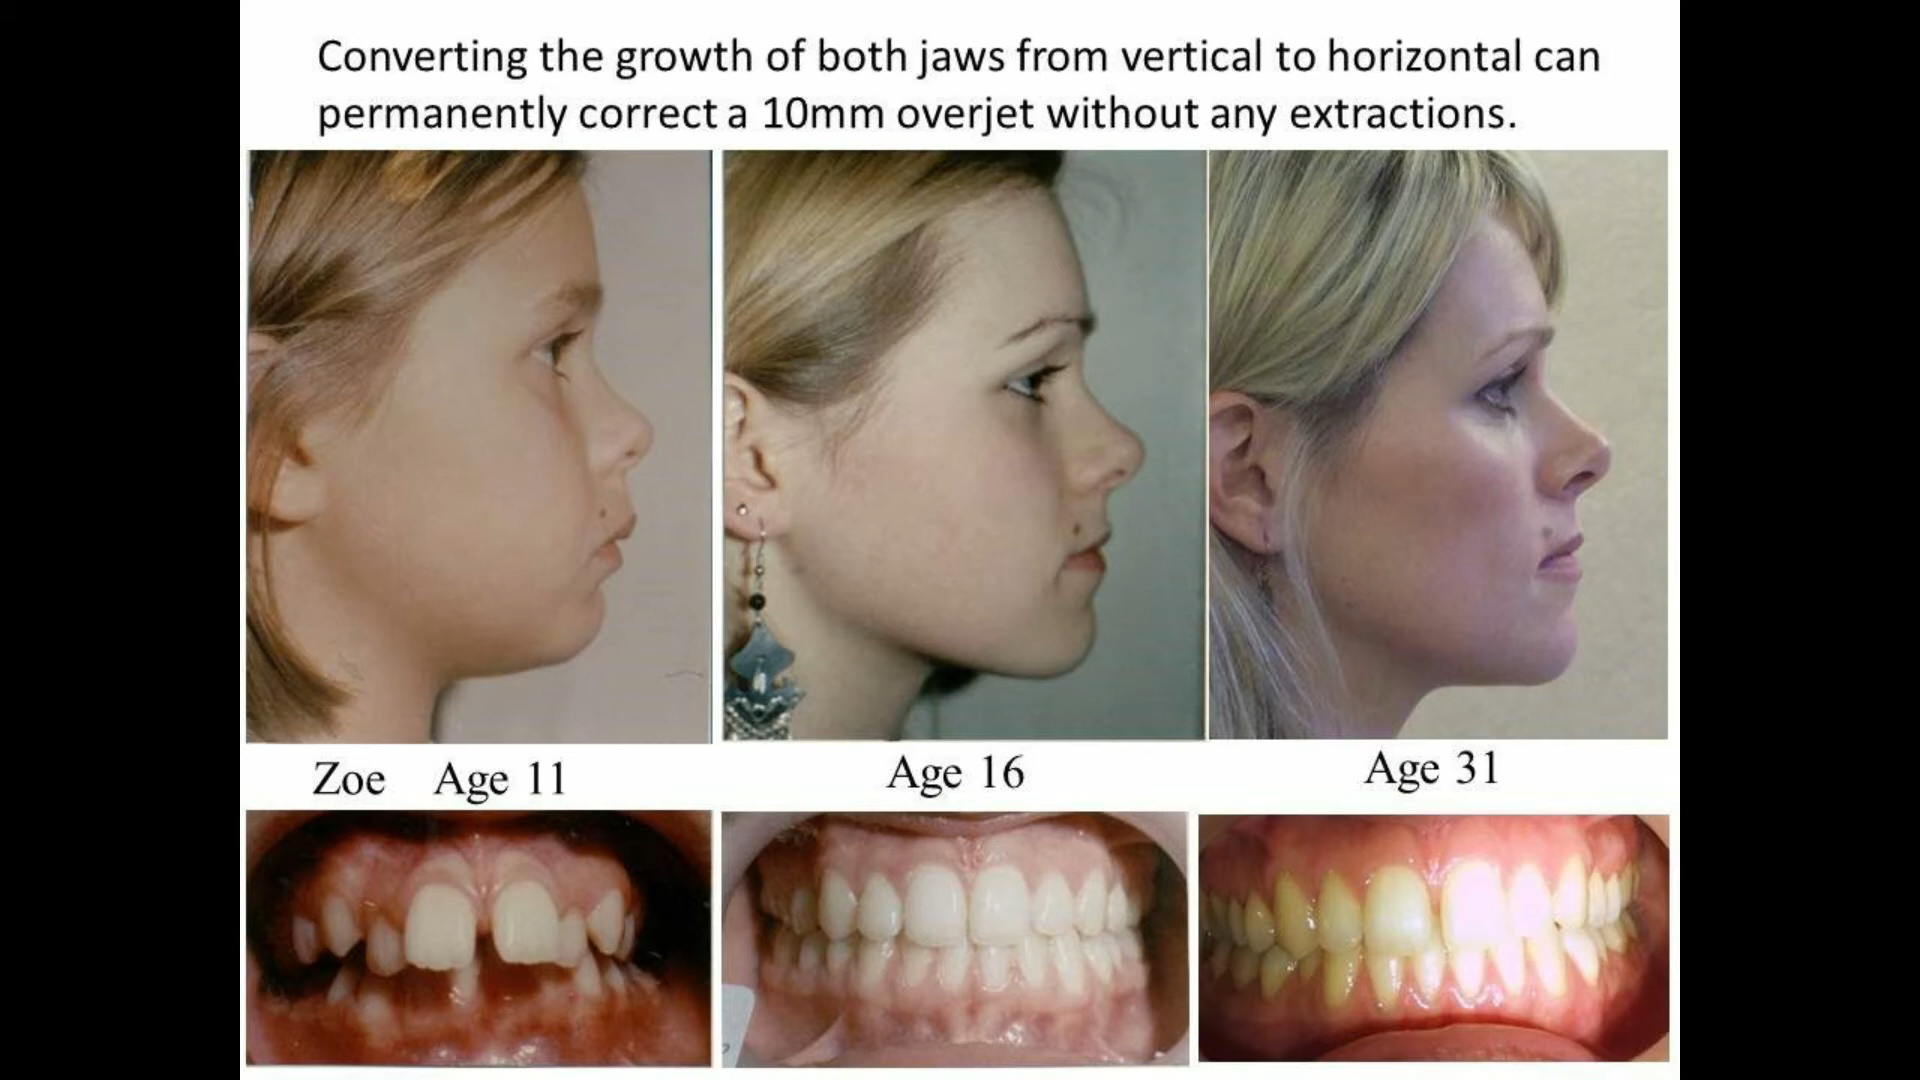 Converting the growth of both jaws from vertical to horizontal can
permanently correct a 10mm overjet without any extractions.
Zoe Age 11
Age 16
Age 31